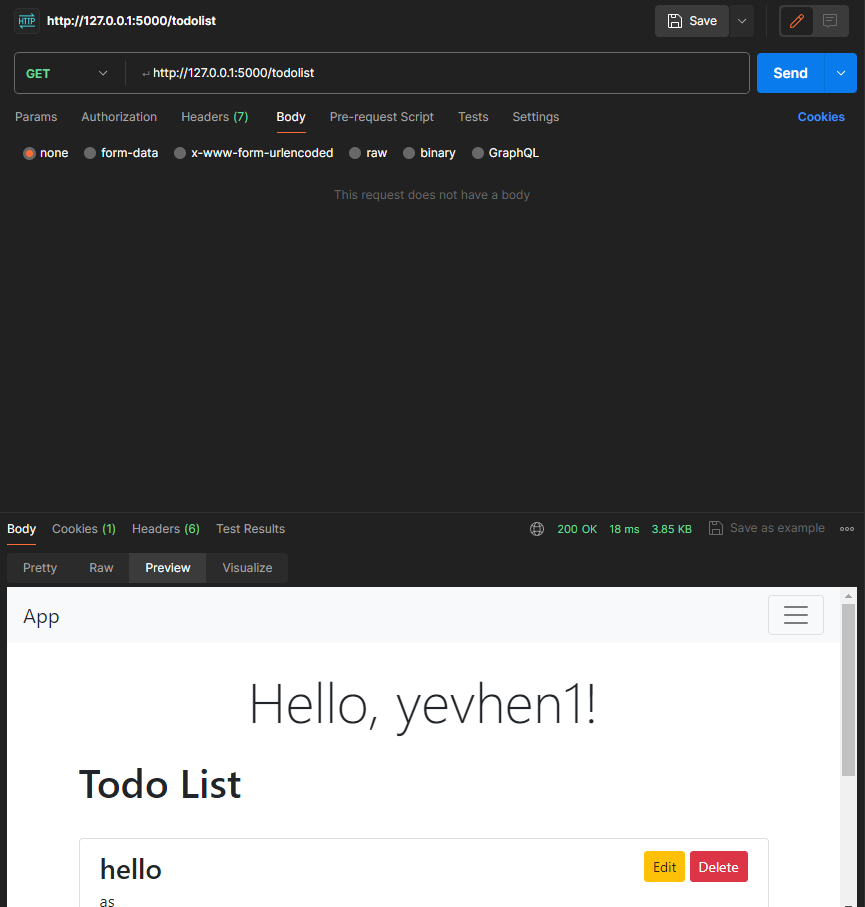 HTTP http://127.0.0.1:5000/todolist Save
GET http://127.0.0.1:5000/todolist Send
Params Authorization Headers (7) Body Pre-request Script Tests Settings Cookies
none form-data x-www-form-urlencoded raw binary GraphQL
This request does not have a body
Body Cookies (1) Headers (6) Test Results 200 OK 18 ms 3.85 KB Save as example
Pretty Raw Preview Visualize
App
Hello, yevhen1!
Todo List
hello Edit Delete
as